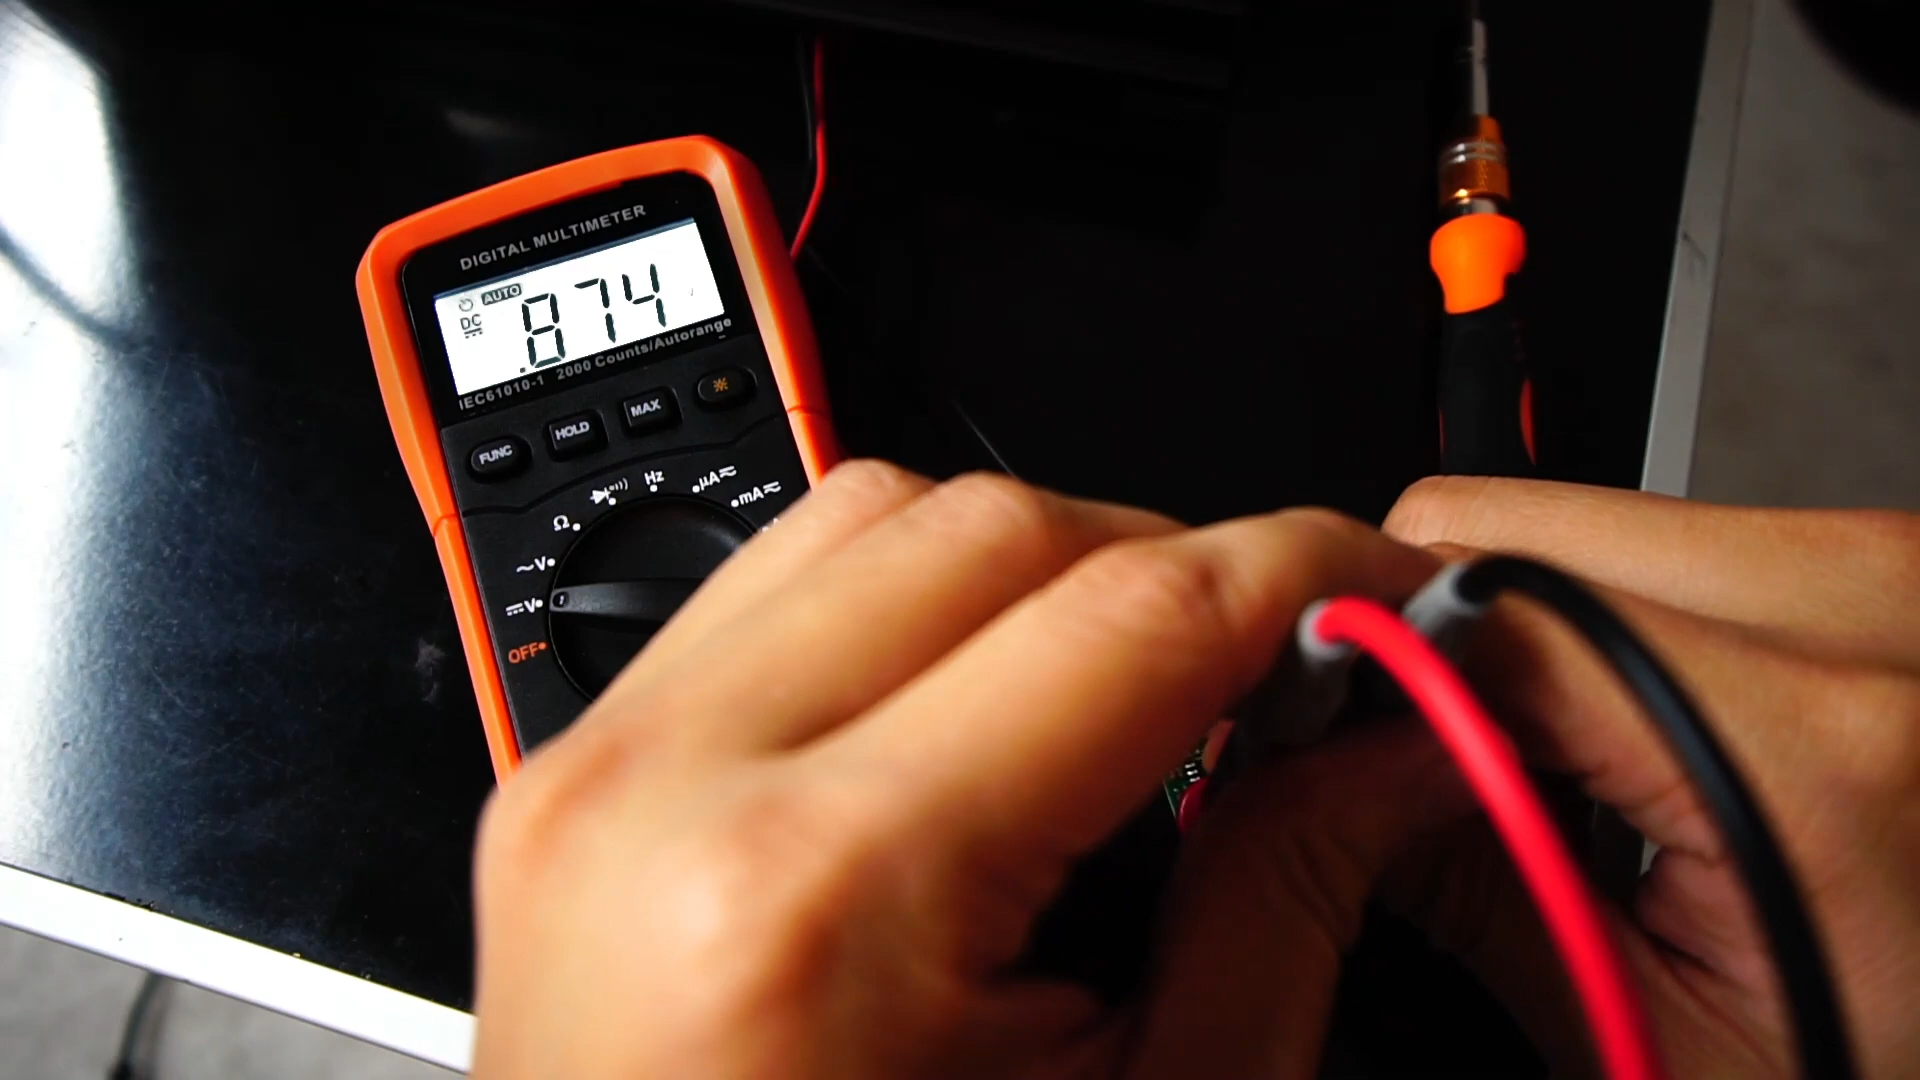 DIGITAL MULTIMETER
AUTO
DC
.874
IEC61010-1 2000 Counts/Autorange
FUNC
HOLD
MAX
Hz
μA
mA
Ω
~V
V
OFF